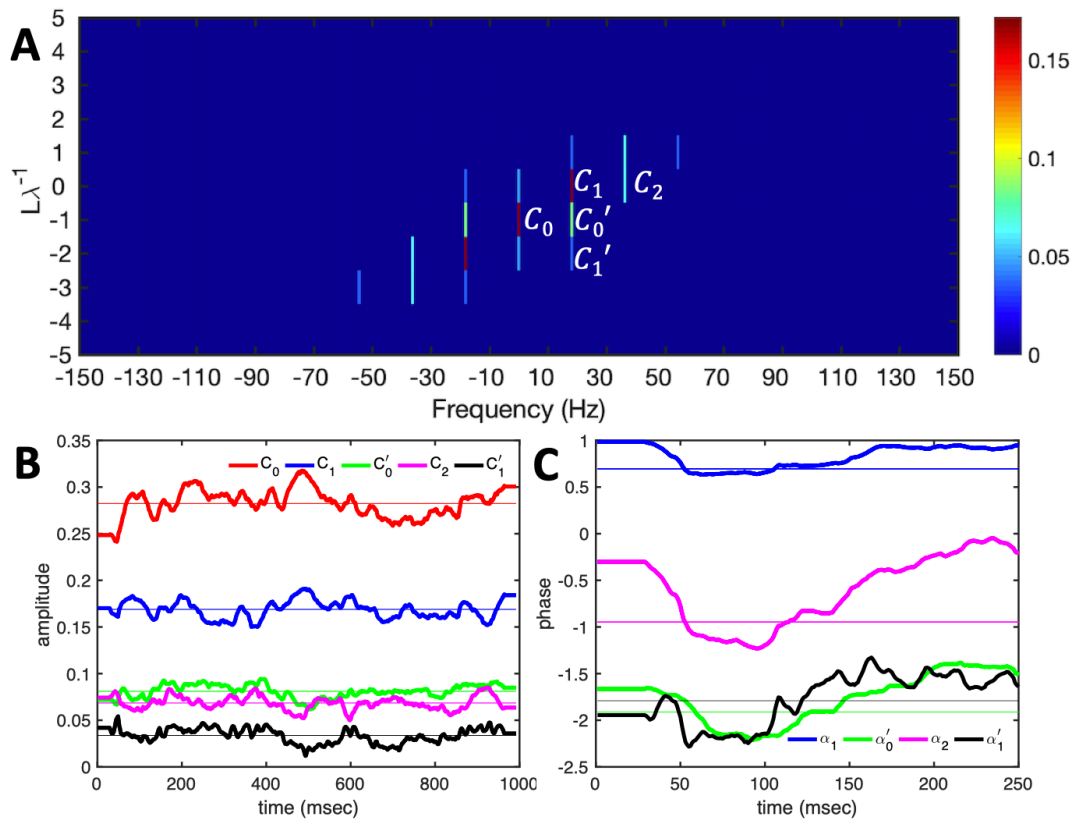 A
5
4
3
2
1
0
-1
-2
-3
-4
-5
Lλ⁻¹
C₁
C₂
C₀
C₀′
C₁′
-150 -130 -110 -90 -70 -50 -30 -10 10 30 50 70 90 110 130 150
Frequency (Hz)
0.15
0.1
0.05
0
B
0.35
0.3
0.25
0.2
0.15
0.1
0.05
0
amplitude
C₀ C₁ C′₀ C₂ C′₁
0 200 400 600 800 1000
time (msec)
C
1
0.5
0
-0.5
-1
-1.5
-2
-2.5
phase
α₁ α′₀ α₂ α′₁
0 50 100 150 200 250
time (msec)